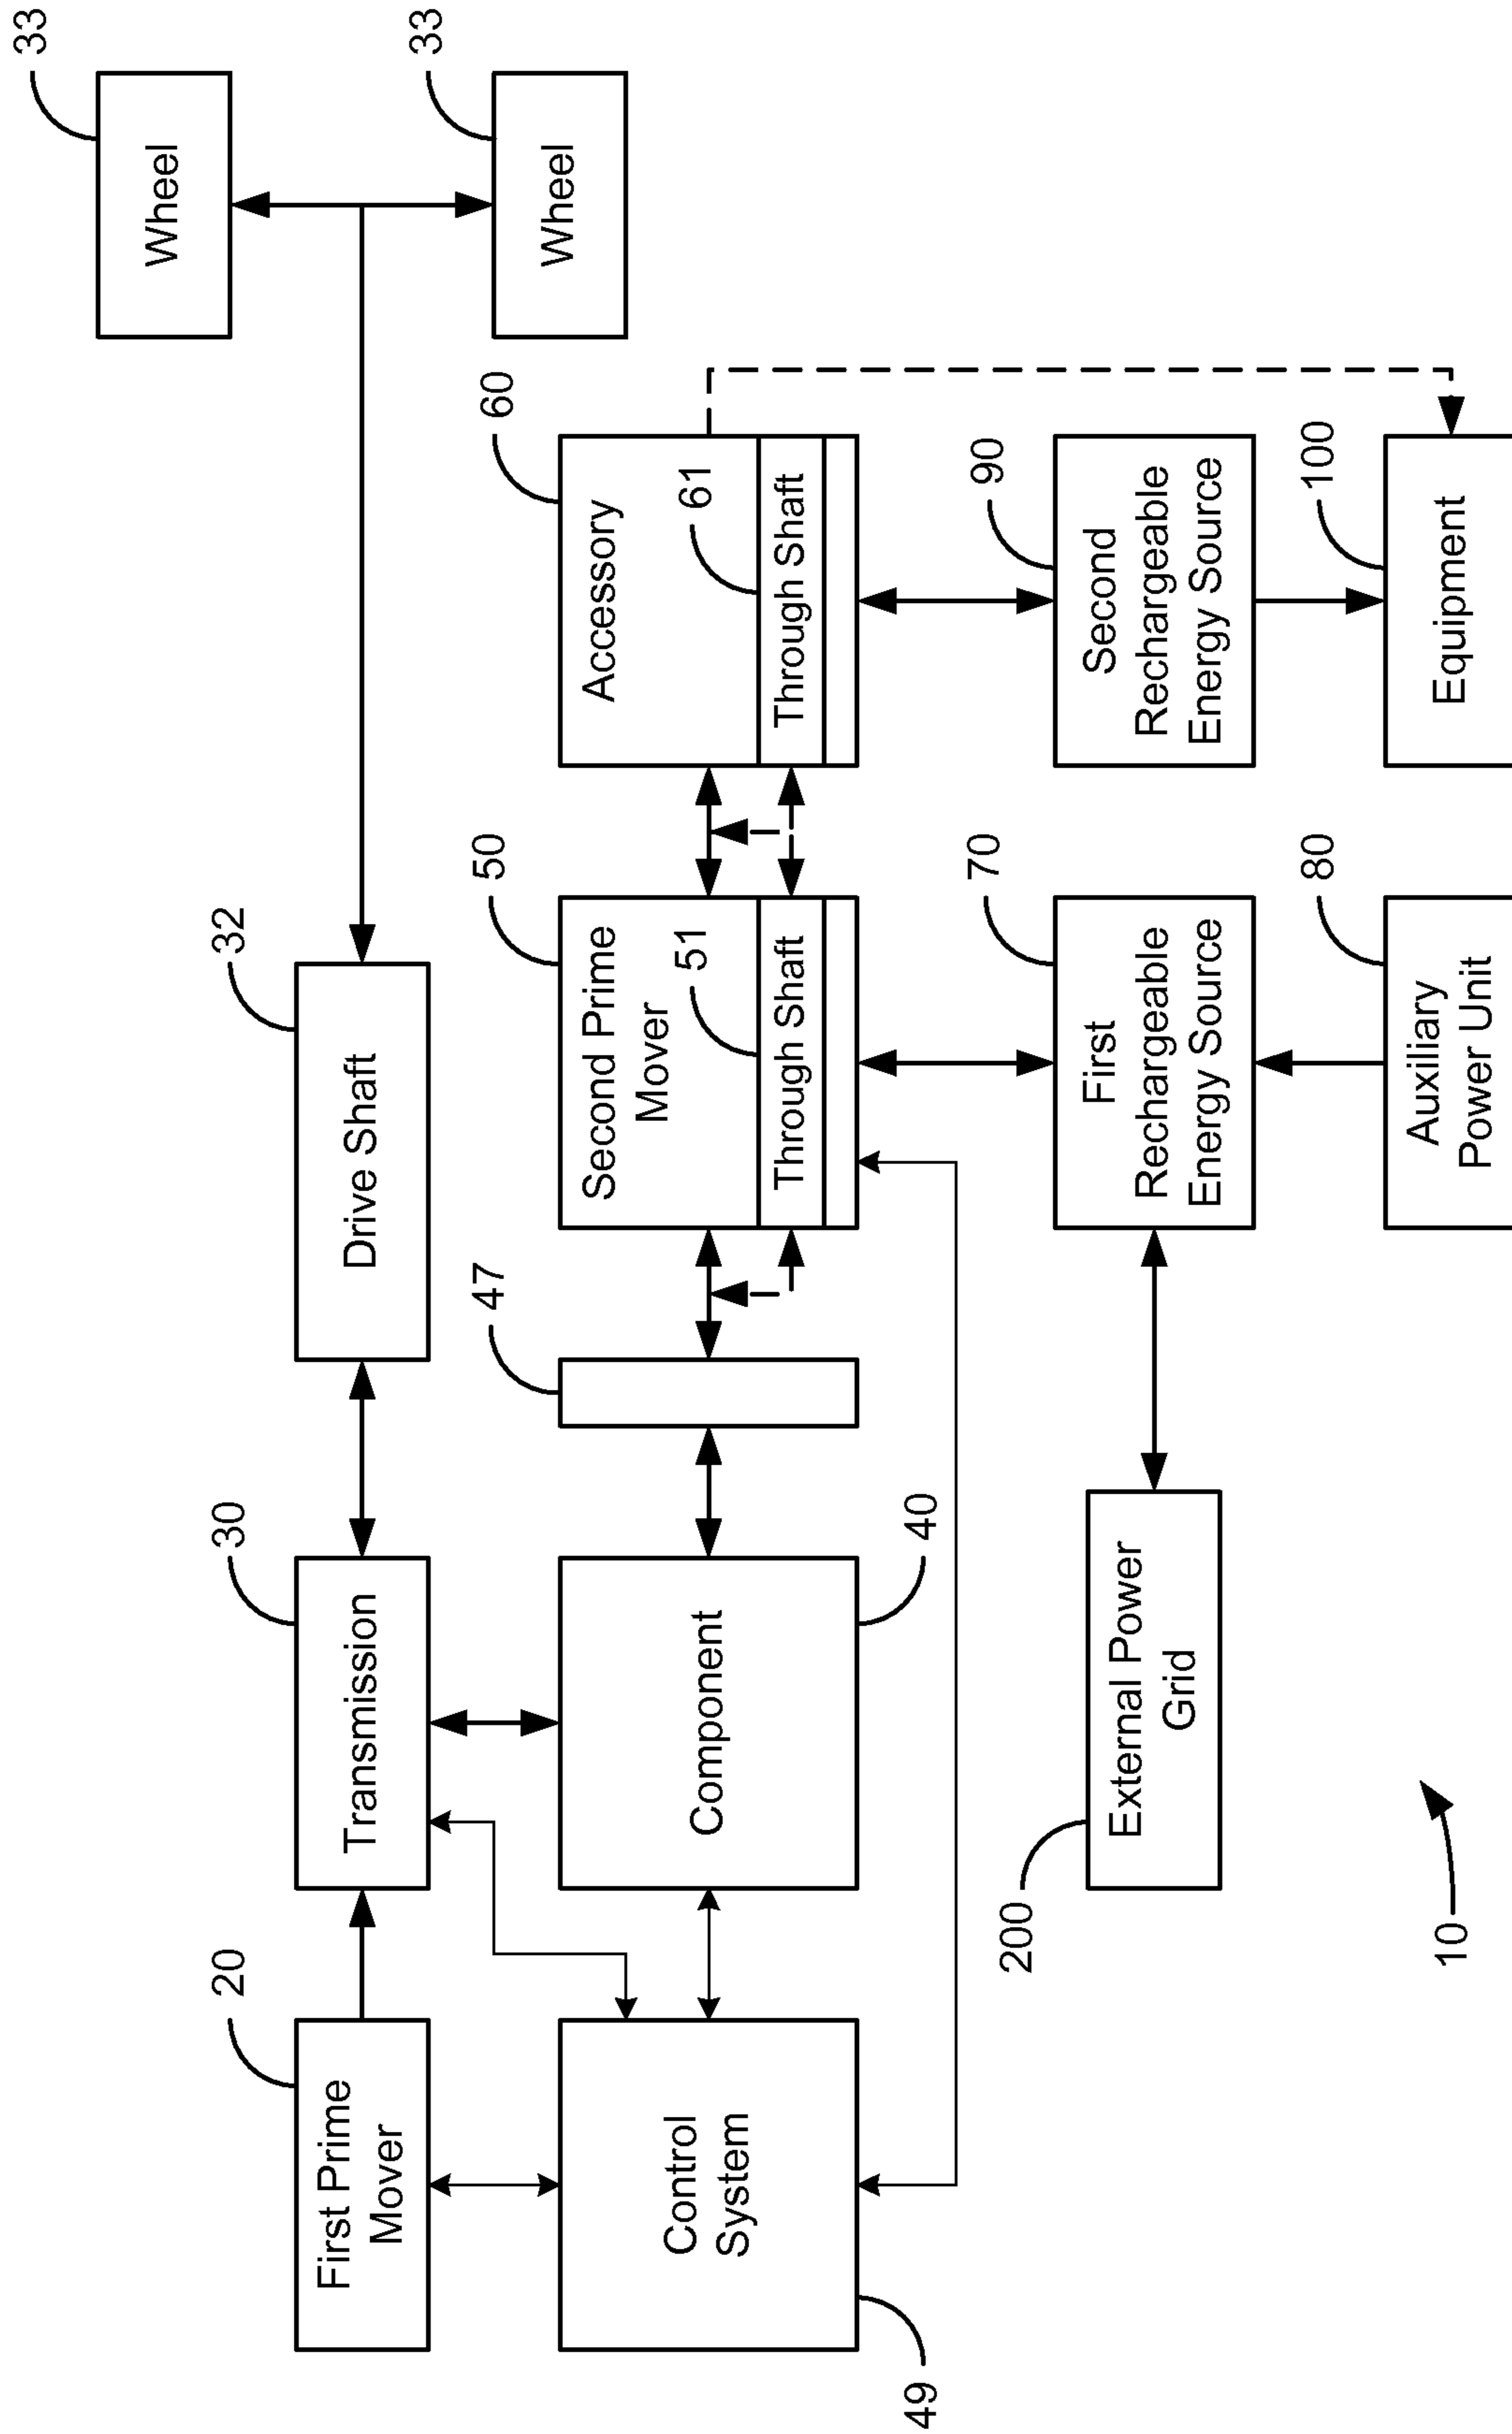 33
Wheel
33
Wheel
32
Drive Shaft
30
Transmission
20
First Prime
Mover
60
Accessory
61
Through Shaft
50
Second Prime
Mover
51
Through Shaft
47
Component
40
Control
System
49
90
Second
Rechargeable
Energy Source
70
First
Rechargeable
Energy Source
200
External Power
Grid
100
Equipment
80
Auxiliary
Power Unit
10